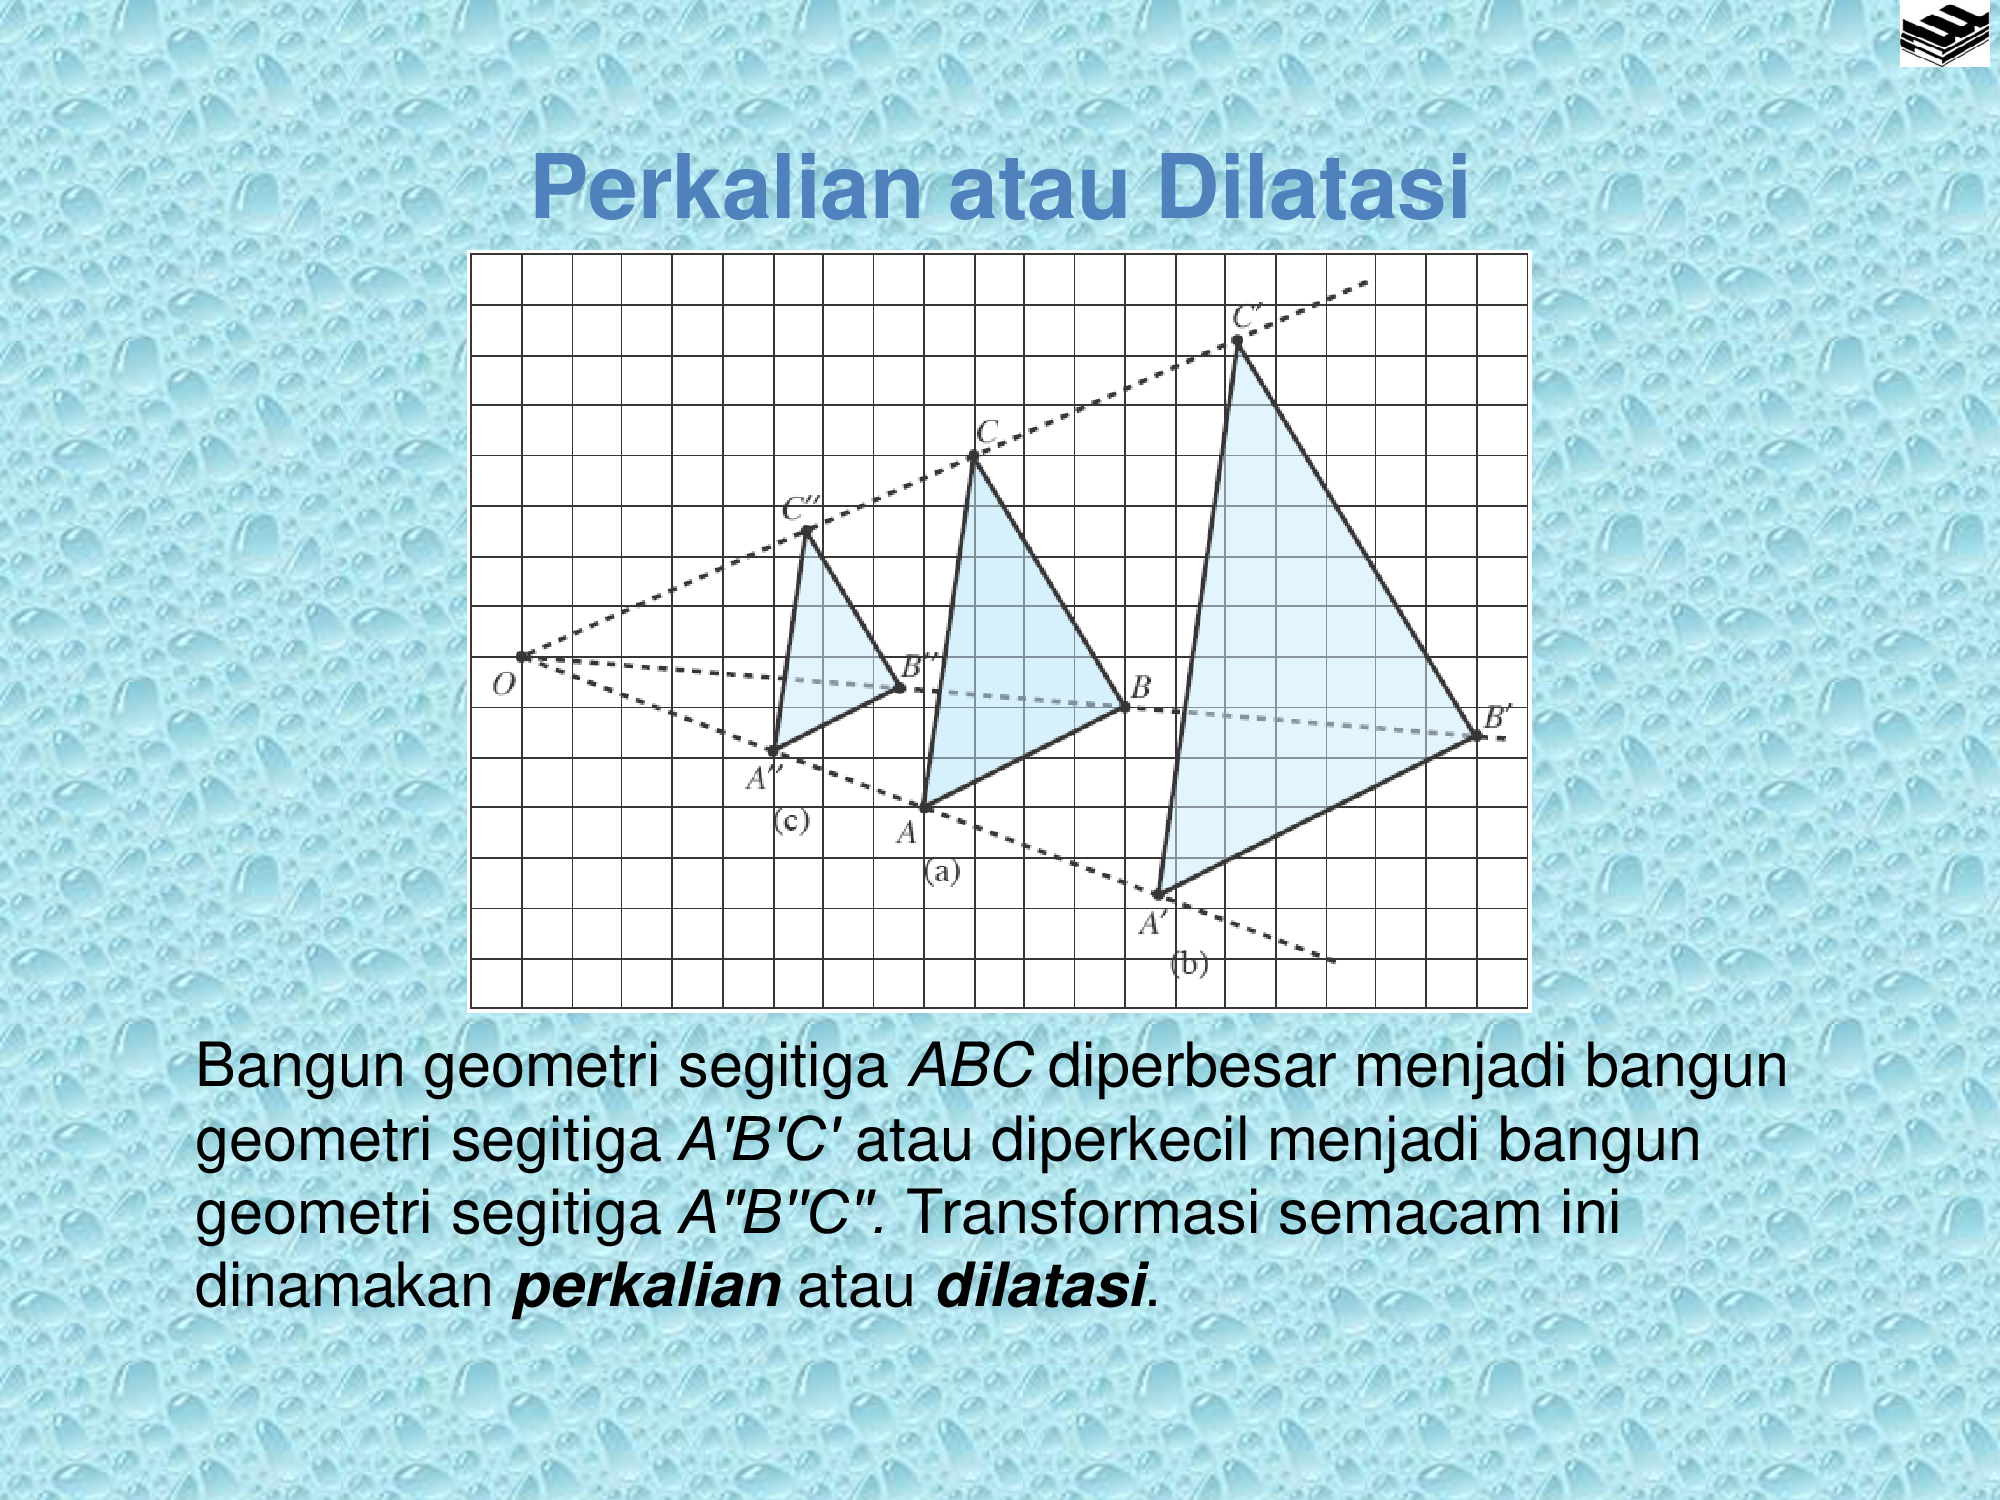 Perkalian atau Dilatasi
C'
C
C"
B"
O
B
B'
A"
(c)
A
(a)
A'
(b)
Bangun geometri segitiga ABC diperbesar menjadi bangun
geometri segitiga A'B'C' atau diperkecil menjadi bangun
geometri segitiga A"B"C". Transformasi semacam ini
dinamakan perkalian atau dilatasi.